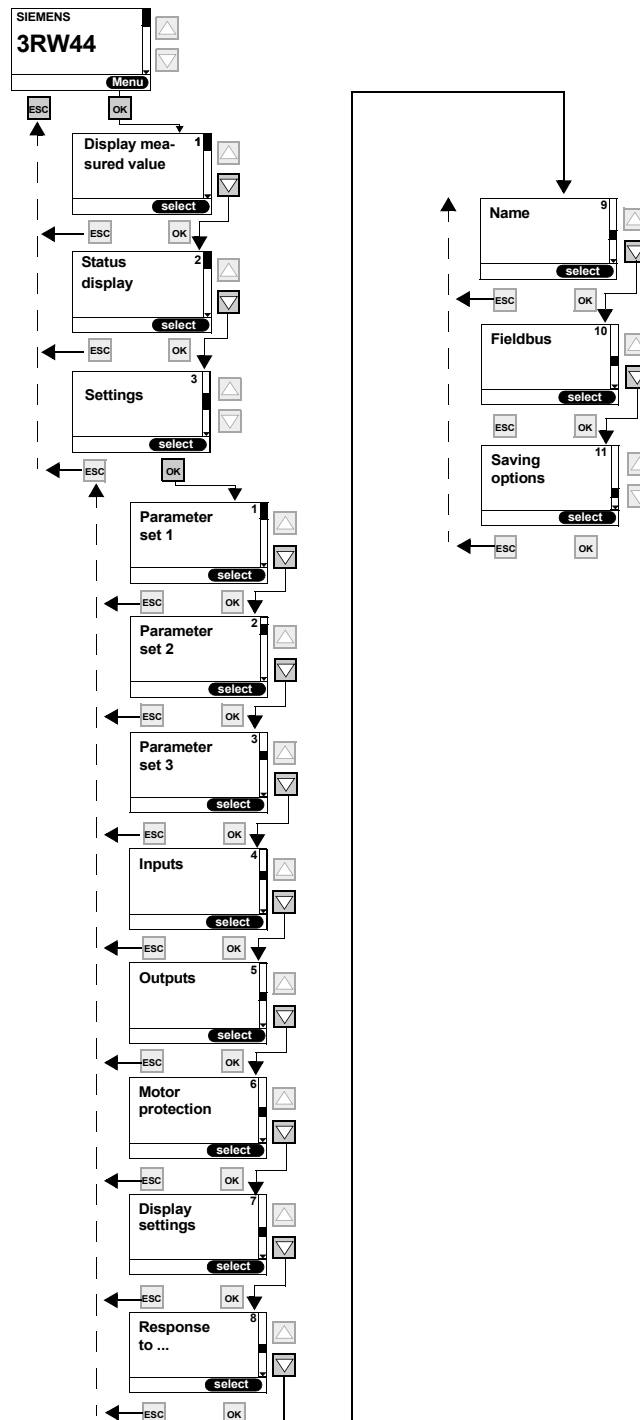 SIEMENS
3RW44
Menu
ESC
OK
Display mea-
sured value
1
select
ESC
OK
Status
display
2
select
ESC
OK
Settings
3
select
ESC
OK
Parameter
set 1
1
select
ESC
OK
Parameter
set 2
2
select
ESC
OK
Parameter
set 3
3
select
ESC
OK
Inputs
4
select
ESC
OK
Outputs
5
select
ESC
OK
Motor
protection
6
select
ESC
OK
Display
settings
7
select
ESC
OK
Response
to ...
8
select
ESC
OK
Name
9
select
ESC
OK
Fieldbus
10
select
ESC
OK
Saving
options
11
select
ESC
OK